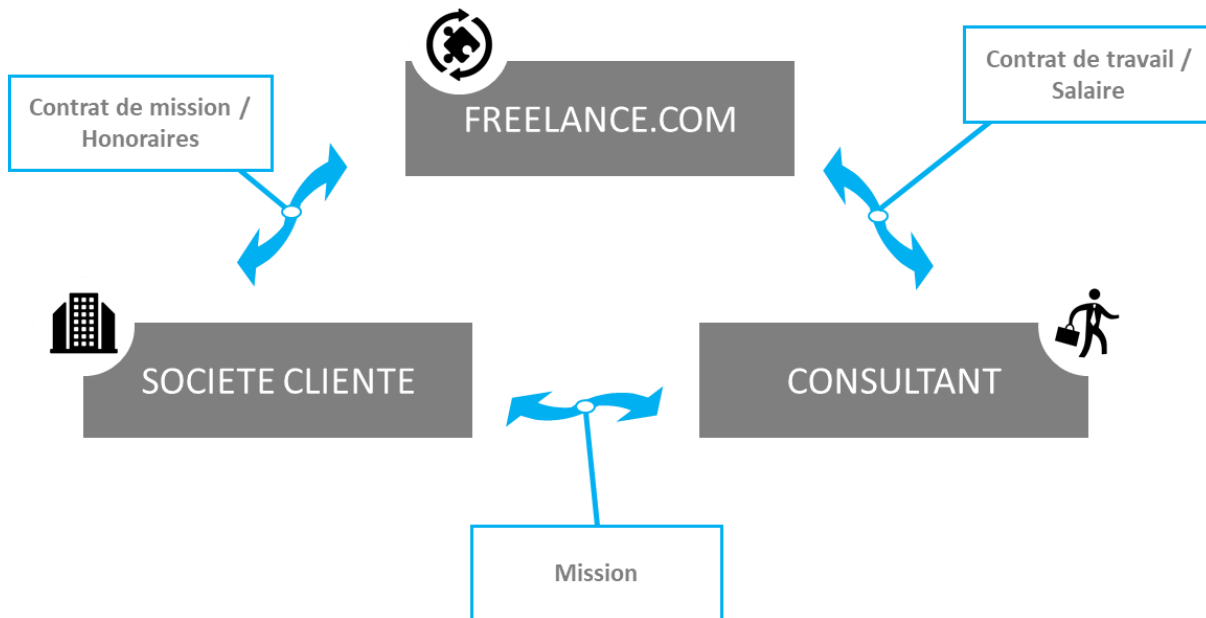 Contrat de mission /
Honoraires
FREELANCE.COM
Contrat de travail /
Salaire
SOCIETE CLIENTE
CONSULTANT
Mission